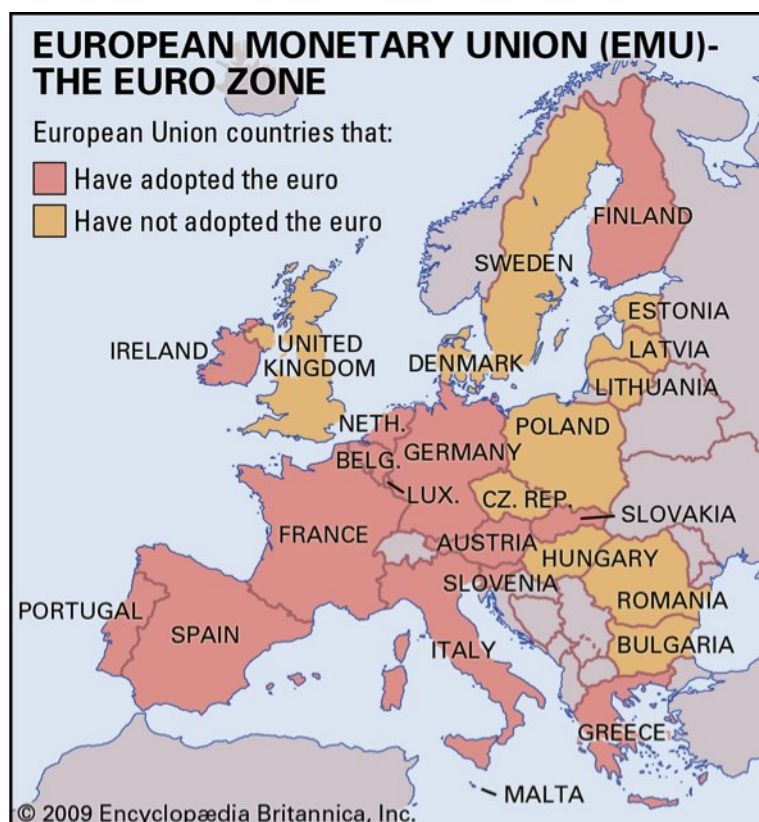 EUROPEAN MONETARY UNION (EMU)-
THE EURO ZONE
European Union countries that:
Have adopted the euro
Have not adopted the euro
FINLAND
SWEDEN
ESTONIA
LATVIA
LITHUANIA
IRELAND
UNITED
KINGDOM
DENMARK
NETH.
BELG.
GERMANY
POLAND
LUX.
CZ. REP.
SLOVAKIA
FRANCE
AUSTRIA
HUNGARY
SLOVENIA
ROMANIA
PORTUGAL
SPAIN
ITALY
BULGARIA
GREECE
MALTA
© 2009 Encyclopædia Britannica, Inc.